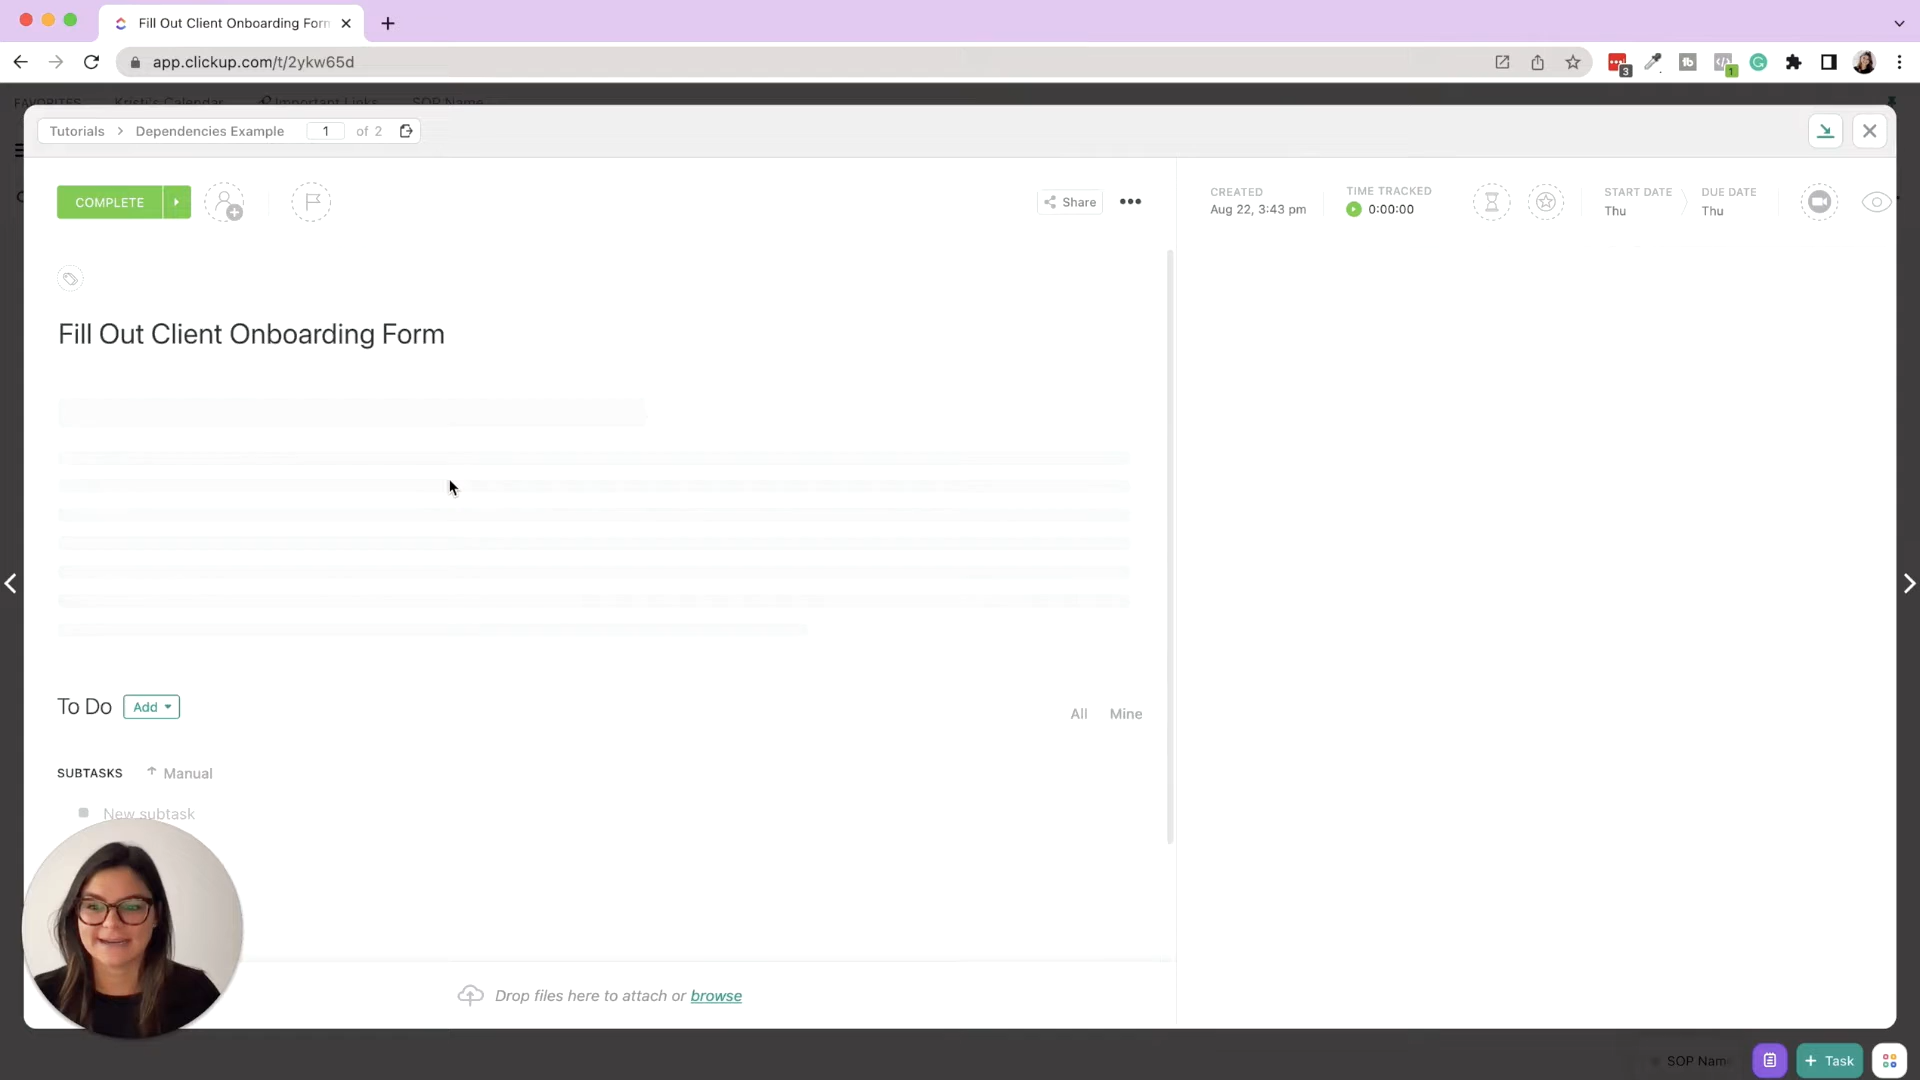 Fill Out Client Onboarding Form
app.clickup.com/t/2ykw65d
3
1
FAVORITES Kristi's Calendar Important Links SOP Name
Tutorials > Dependencies Example 1 of 2
COMPLETE
Share
CREATED
Aug 22, 3:43 pm
TIME TRACKED
0:00:00
START DATE
Thu
DUE DATE
Thu
Fill Out Client Onboarding Form
To Do Add
All Mine
SUBTASKS Manual
New subtask
Drop files here to attach or browse
SOP Nam
+ Task